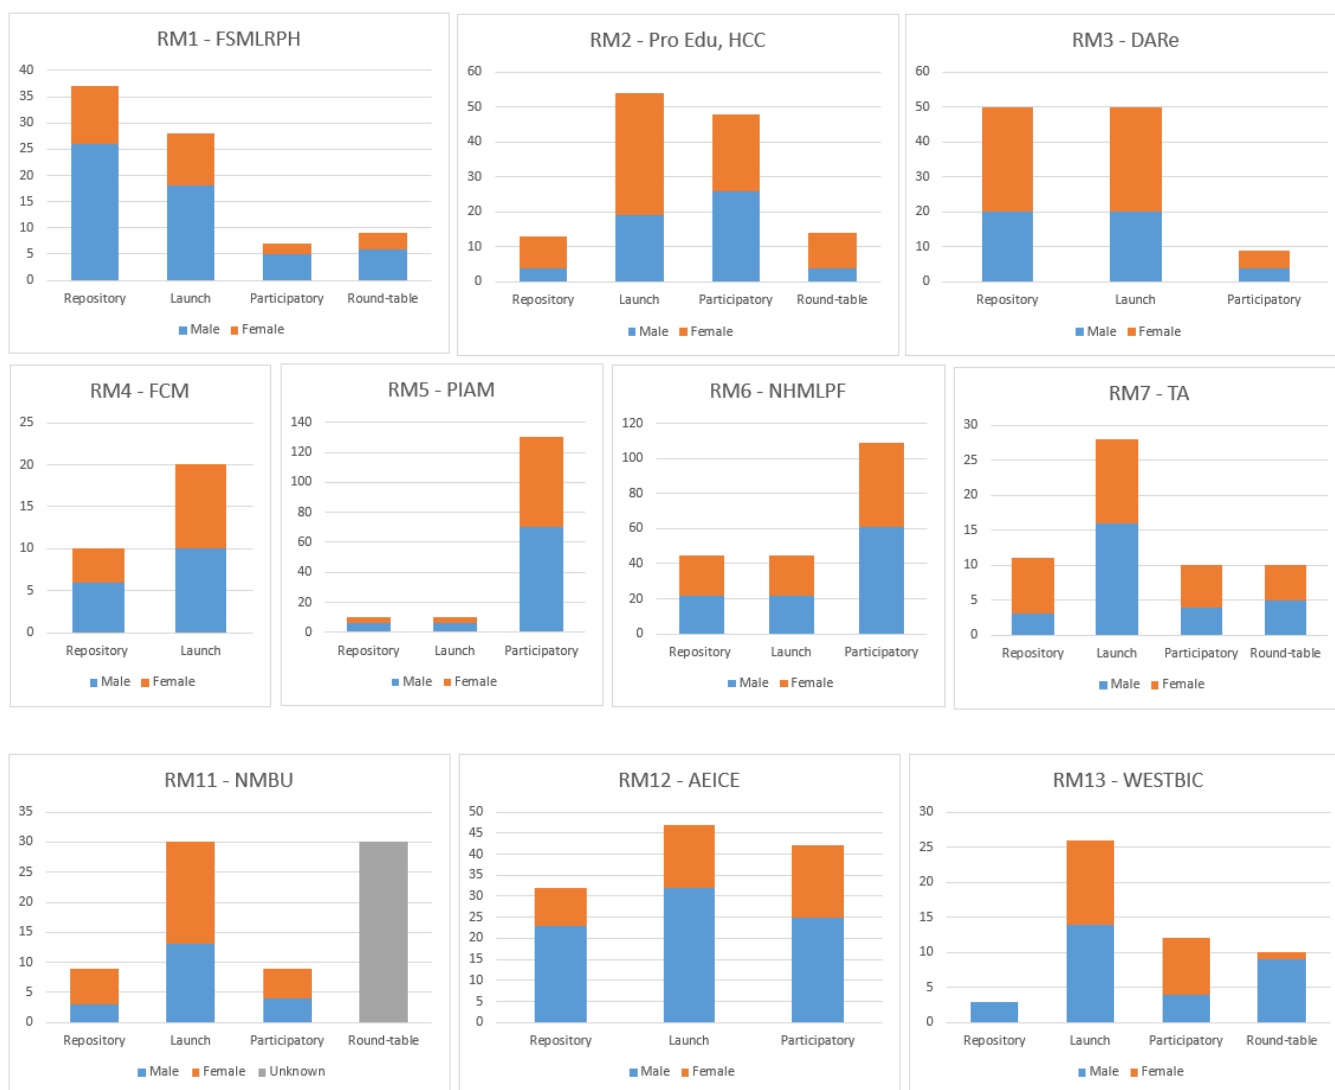 RM1 - FSMLRPH
40
35
30
25
20
15
10
5
0
Repository Launch Participatory Round-table
Male Female
RM2 - Pro Edu, HCC
60
50
40
30
20
10
0
Repository Launch Participatory Round-table
Male Female
RM3 - DARe
60
50
40
30
20
10
0
Repository Launch Participatory
Male Female
RM4 - FCM
25
20
15
10
5
0
Repository Launch
Male Female
RM5 - PIAM
140
120
100
80
60
40
20
0
Repository Launch Participatory
Male Female
RM6 - NHMLPF
120
100
80
60
40
20
0
Repository Launch Participatory
Male Female
RM7 - TA
30
25
20
15
10
5
0
Repository Launch Participatory Round-table
Male Female
RM11 - NMBU
35
30
25
20
15
10
5
0
Repository Launch Participatory Round-table
Male Female Unknown
RM12 - AEICE
50
45
40
35
30
25
20
15
10
5
0
Repository Launch Participatory
Male Female
RM13 - WESTBIC
30
25
20
15
10
5
0
Repository Launch Participatory Round-table
Male Female